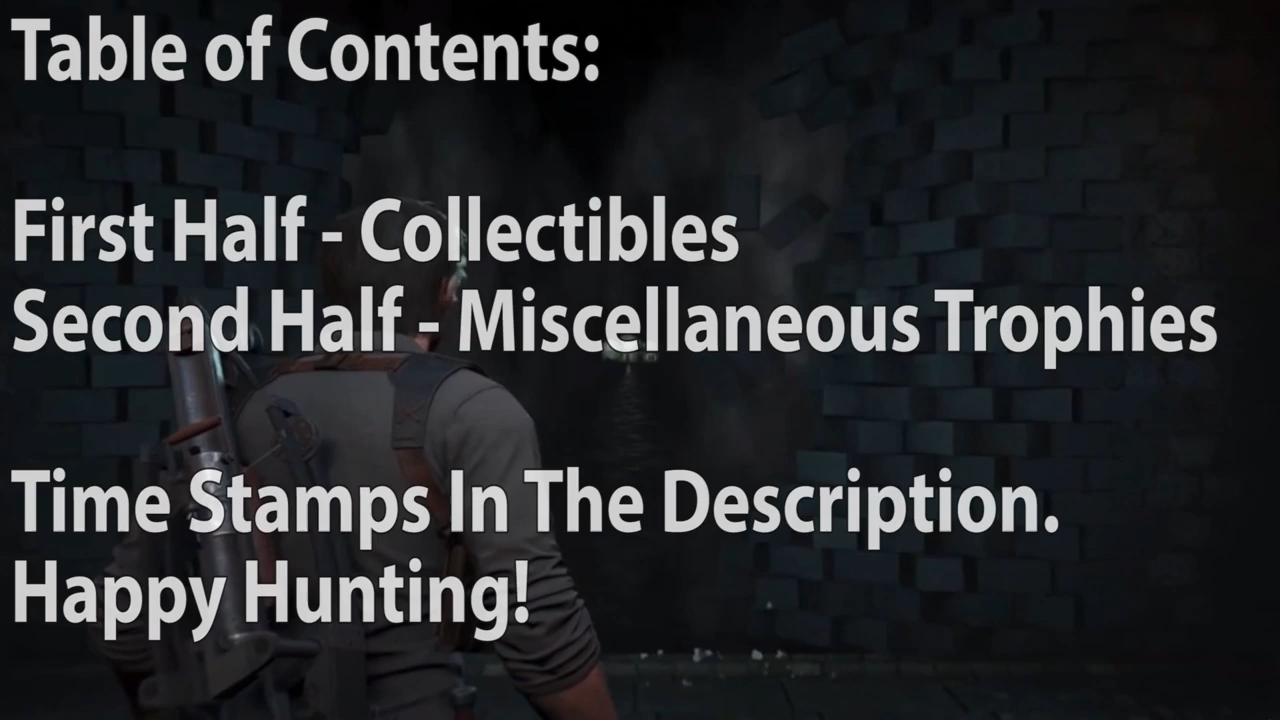 Table of Contents:
First Half - Collectibles
Second Half - Miscellaneous Trophies
Time Stamps In The Description.
Happy Hunting!